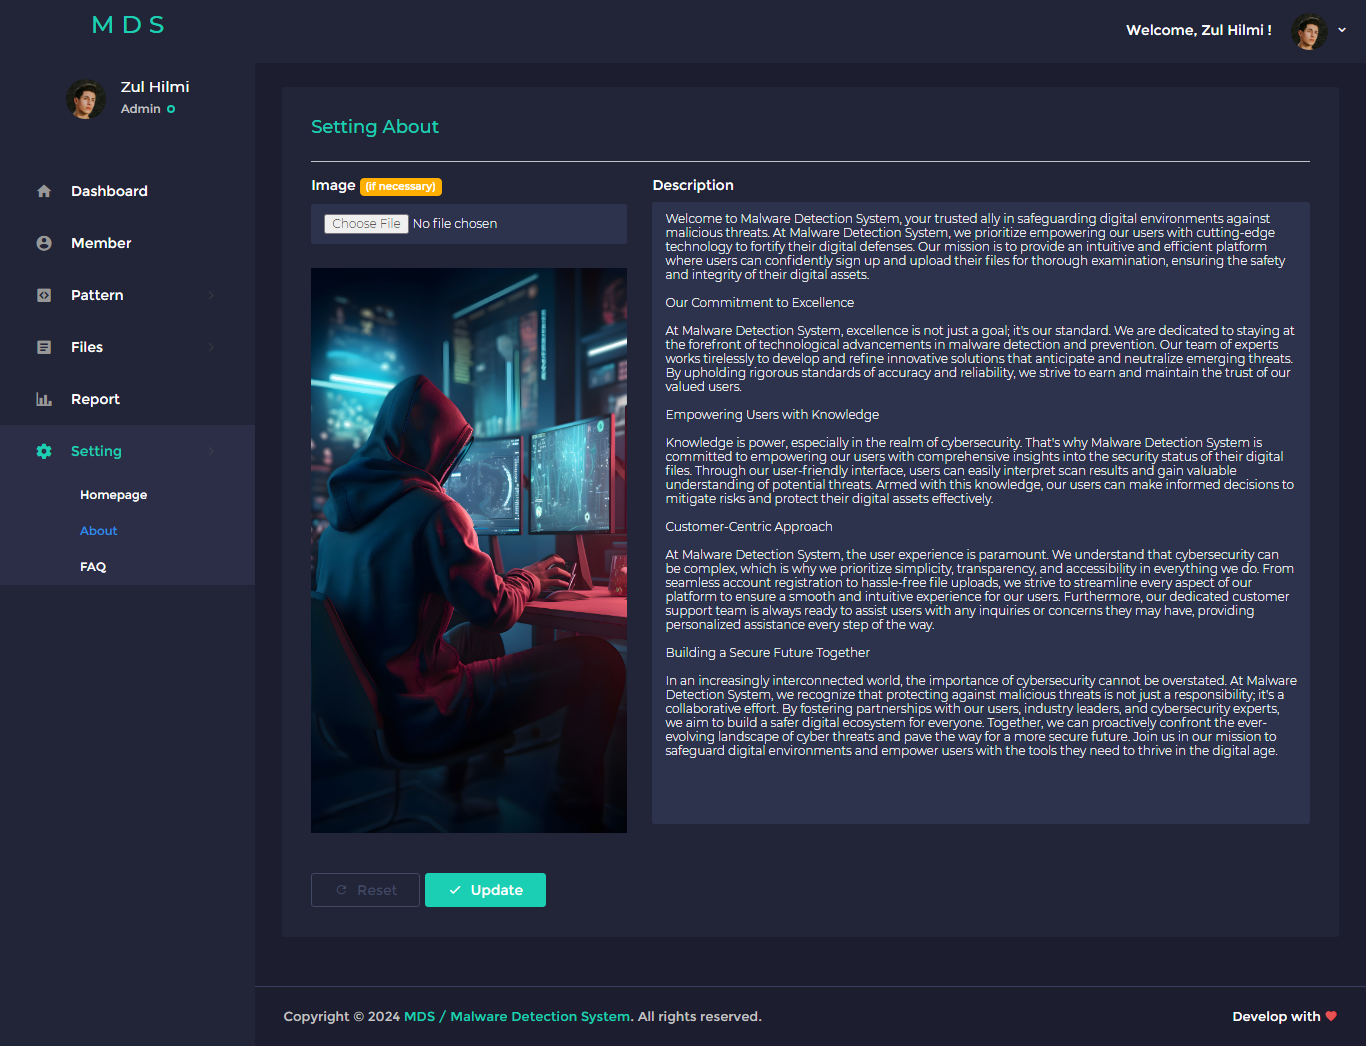 MDS
Welcome, Zul Hilmi !
Zul Hilmi
Admin
Dashboard
Member
Pattern
Files
Report
Setting
Homepage
About
FAQ
Setting About
Image (if necessary)
Choose File No file chosen
Description
Welcome to Malware Detection System, your trusted ally in safeguarding digital environments against
malicious threats. At Malware Detection System, we prioritize empowering our users with cutting-edge
technology to fortify their digital defenses. Our mission is to provide an intuitive and efficient platform
where users can confidently sign up and upload their files for thorough examination, ensuring the safety
and integrity of their digital assets.
Our Commitment to Excellence
At Malware Detection System, excellence is not just a goal; it's our standard. We are dedicated to staying at
the forefront of technological advancements in malware detection and prevention. Our team of experts
works tirelessly to develop and refine innovative solutions that anticipate and neutralize emerging threats.
By upholding rigorous standards of accuracy and reliability, we strive to earn and maintain the trust of our
valued users.
Empowering Users with Knowledge
Knowledge is power, especially in the realm of cybersecurity. That's why Malware Detection System is
committed to empowering our users with comprehensive insights into the security status of their digital
files. Through our user-friendly interface, users can easily interpret scan results and gain valuable
understanding of potential threats. Armed with this knowledge, our users can make informed decisions to
mitigate risks and protect their digital assets effectively.
Customer-Centric Approach
At Malware Detection System, the user experience is paramount. We understand that cybersecurity can
be complex, which is why we prioritize simplicity, transparency, and accessibility in everything we do. From
seamless account registration to hassle-free file uploads, we strive to streamline every aspect of our
platform to ensure a smooth and intuitive experience for our users. Furthermore, our dedicated customer
support team is always ready to assist users with any inquiries or concerns they may have, providing
personalized assistance every step of the way.
Building a Secure Future Together
In an increasingly interconnected world, the importance of cybersecurity cannot be overstated. At Malware
Detection System, we recognize that protecting against malicious threats is not just a responsibility; it's a
collaborative effort. By fostering partnerships with our users, industry leaders, and cybersecurity experts,
we aim to build a safer digital ecosystem for everyone. Together, we can proactively confront the ever-
evolving landscape of cyber threats and pave the way for a more secure future. Join us in our mission to
safeguard digital environments and empower users with the tools they need to thrive in the digital age.
Reset
Update
Copyright © 2024 MDS / Malware Detection System. All rights reserved.
Develop with